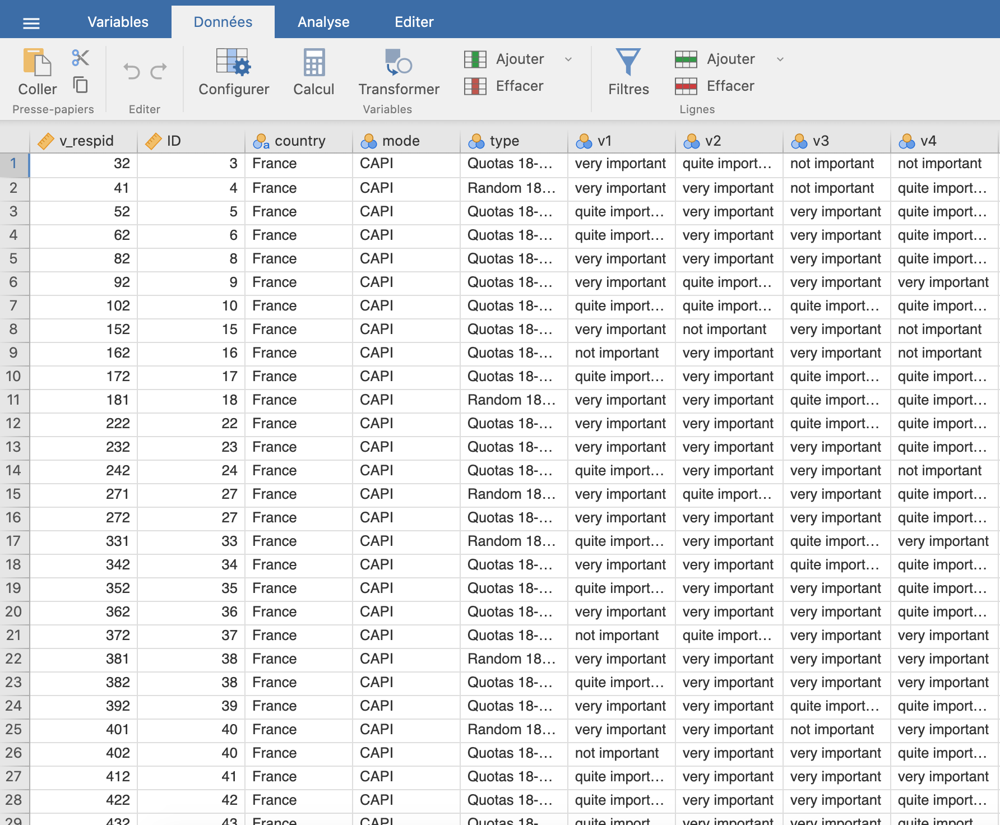 Variables Données Analyse Editer
Coller Configurer Calcul Transformer Ajouter Effacer Filtres Ajouter Effacer
Presse-papiers Editer Variables Lignes
v_respid ID country mode type v1 v2 v3 v4
1 32 3 France CAPI Quotas 18-... very important quite import... not important not important
2 41 4 France CAPI Random 18... very important very important not important quite import...
3 52 5 France CAPI Quotas 18-... quite import... very important very important quite import...
4 62 6 France CAPI Quotas 18-... quite import... very important very important quite import...
5 82 8 France CAPI Quotas 18-... very important very important very important quite import...
6 92 9 France CAPI Quotas 18-... very important quite import... very important very important
7 102 10 France CAPI Quotas 18-... quite import... quite import... quite import... quite import...
8 152 15 France CAPI Quotas 18-... very important not important very important not important
9 162 16 France CAPI Quotas 18-... not important very important very important not important
10 172 17 France CAPI Quotas 18-... quite import... very important quite import... quite import...
11 181 18 France CAPI Random 18... very important very important quite import... quite import...
12 222 22 France CAPI Quotas 18-... very important very important quite import... quite import...
13 232 23 France CAPI Quotas 18-... very important very important very important quite import...
14 242 24 France CAPI Quotas 18-... quite import... very important very important not important
15 271 27 France CAPI Random 18... very important quite import... very important quite import...
16 272 27 France CAPI Quotas 18-... very important very important very important quite import...
17 331 33 France CAPI Random 18... quite import... very important quite import... very important
18 342 34 France CAPI Quotas 18-... very important very important quite import... quite import...
19 352 35 France CAPI Quotas 18-... quite import... very important very important quite import...
20 362 36 France CAPI Quotas 18-... very important very important very important quite import...
21 372 37 France CAPI Quotas 18-... not important quite import... very important very important
22 381 38 France CAPI Random 18... very important very important very important very important
23 382 38 France CAPI Quotas 18-... quite import... very important very important very important
24 392 39 France CAPI Quotas 18-... very important very important quite import... quite import...
25 401 40 France CAPI Random 18... very important very important not important very important
26 402 40 France CAPI Quotas 18-... not important very important very important quite import...
27 412 41 France CAPI Quotas 18-... quite import... very important very important very important
28 422 42 France CAPI Quotas 18-... quite import... very important very important quite import...
29 432 43 France CAPI Quotas 18-... quite import... very important very important quite import...